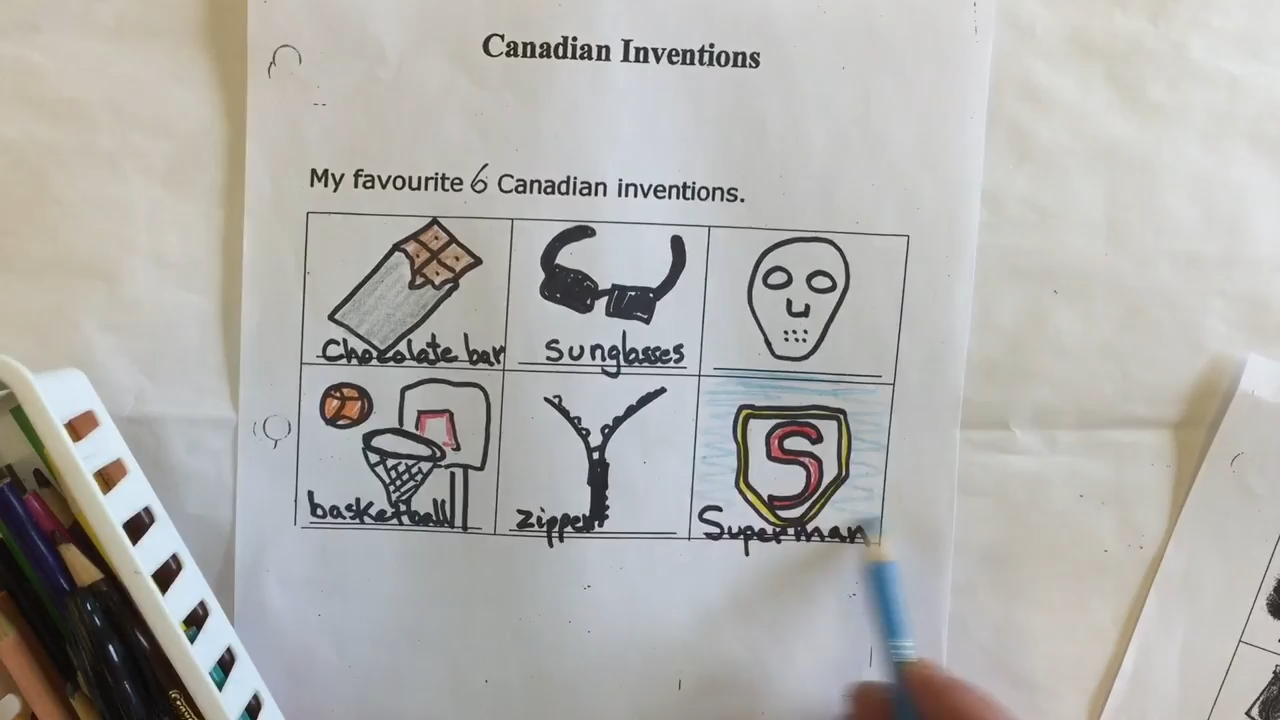 Canadian Inventions
My favourite 6 Canadian inventions.
Chocolate bar
Sunglasses
basketball
zipper
S
Superman